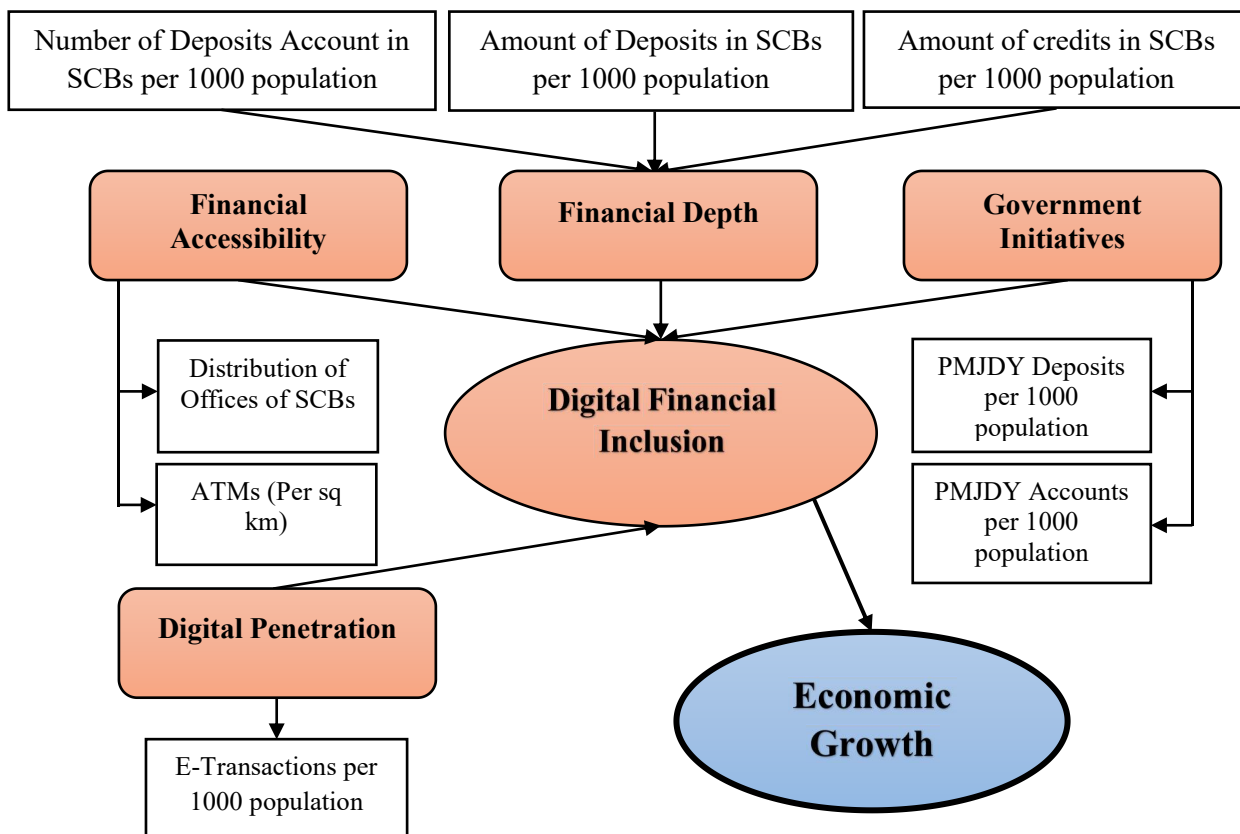 Number of Deposits Account in
SCBs per 1000 population
Amount of Deposits in SCBs
per 1000 population
Amount of credits in SCBs
per 1000 population
Financial
Accessibility
Financial Depth
Government
Initiatives
Distribution of
Offices of SCBs
ATMs (Per sq
km)
Digital Financial
Inclusion
PMJDY Deposits
per 1000
population
PMJDY Accounts
per 1000
population
Digital Penetration
E-Transactions per
1000 population
Economic
Growth